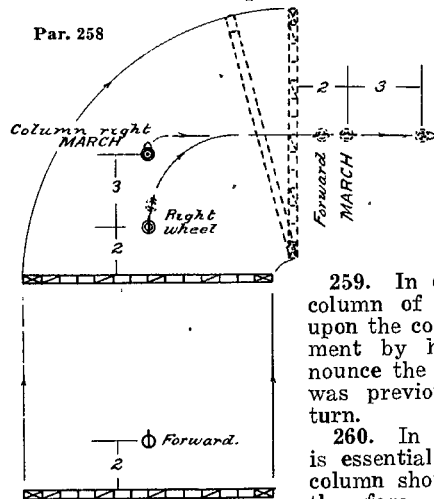 Par. 258
Column right
MARCH
3
2
Right
wheel
2
3
Forward
MARCH
Forward.
2
259. In
column of
upon the co
ment by h
nounce the
was previo
turn.
260. In
is essential
column sho